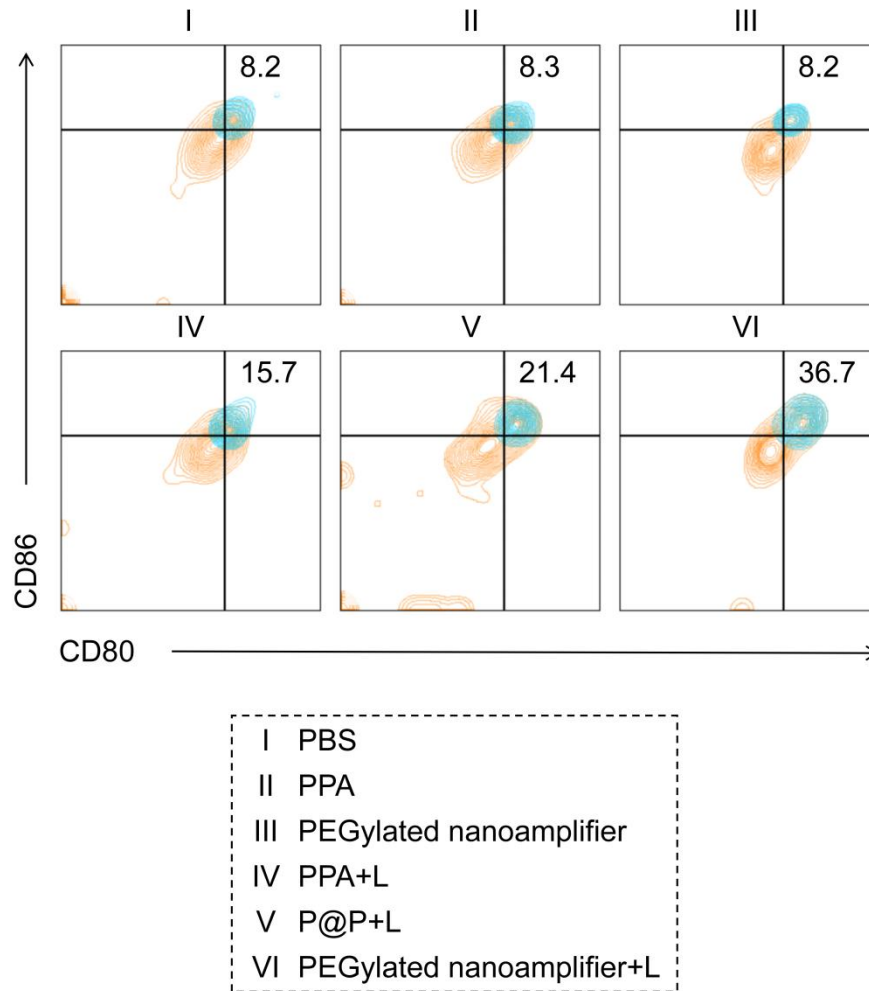 I II III
8.2 8.3 8.2
IV V VI
15.7 21.4 36.7
CD86
CD80
I PBS
II PPA
III PEGylated nanoamplifier
IV PPA+L
V P@P+L
VI PEGylated nanoamplifier+L